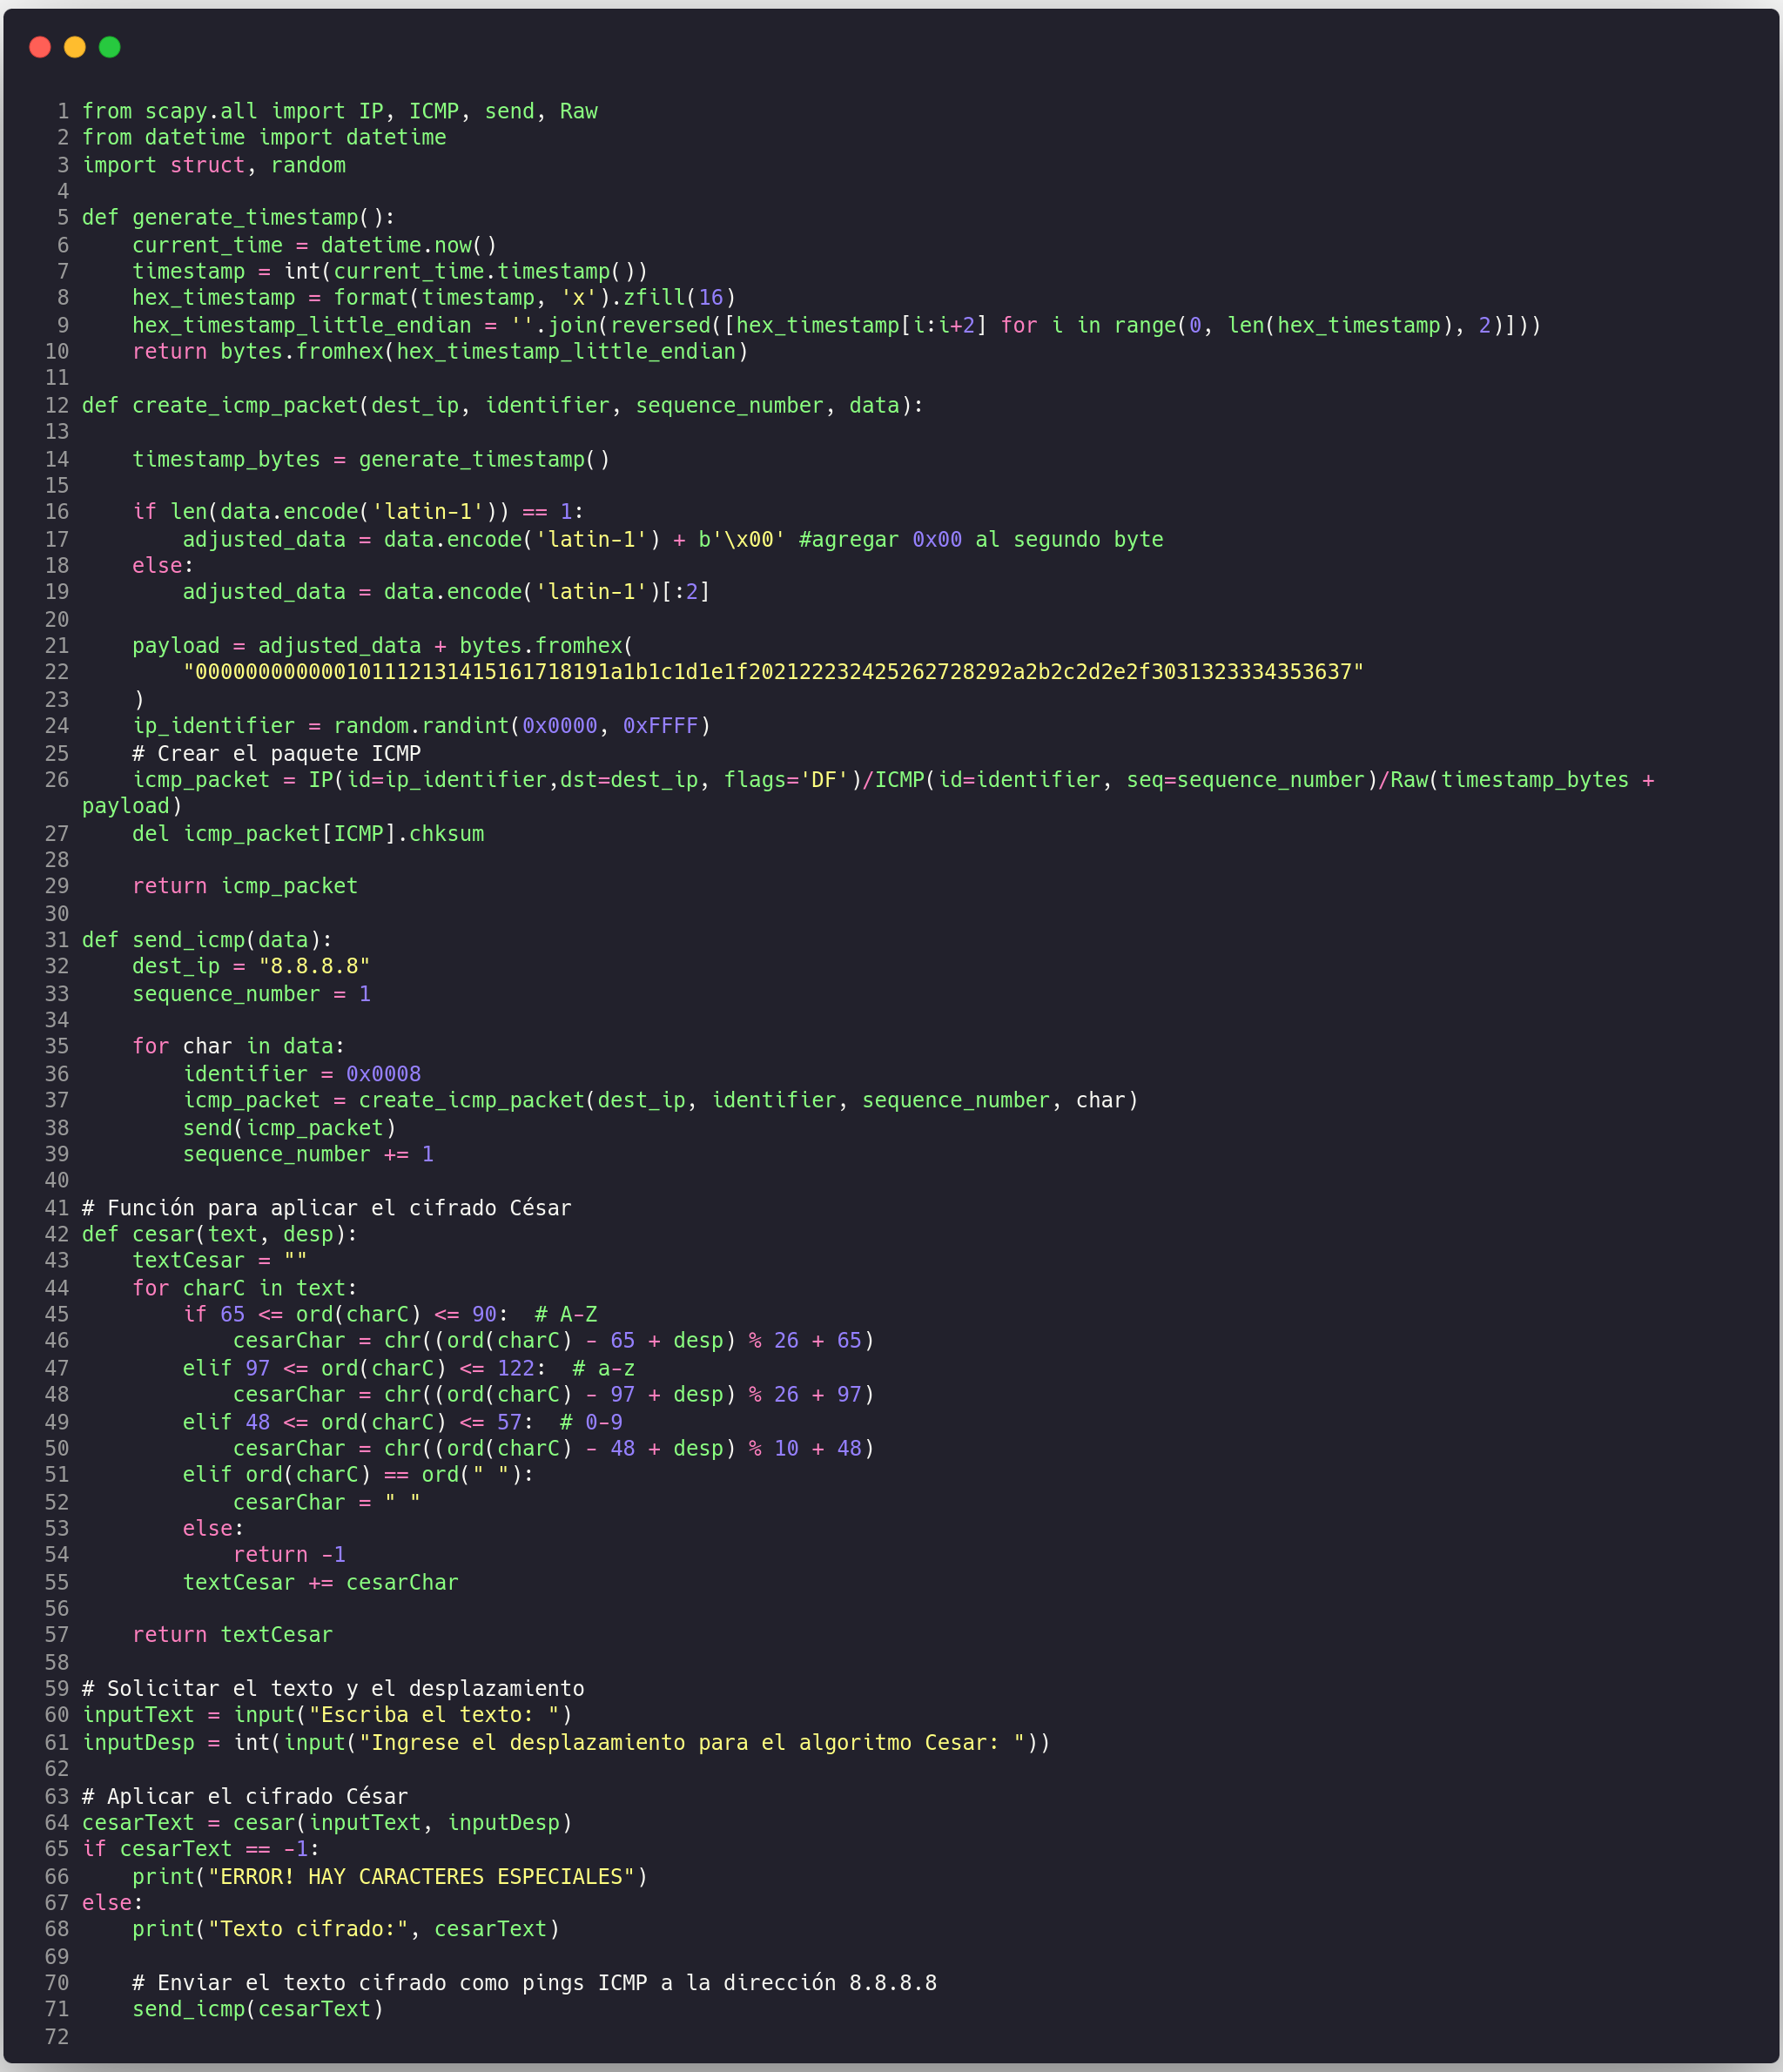 1 from scapy.all import IP, ICMP, send, Raw
2 from datetime import datetime
3 import struct, random
4
5 def generate_timestamp():
6     current_time = datetime.now()
7     timestamp = int(current_time.timestamp())
8     hex_timestamp = format(timestamp, 'x').zfill(16)
9     hex_timestamp_little_endian = ''.join(reversed([hex_timestamp[i:i+2] for i in range(0, len(hex_timestamp), 2)]))
10     return bytes.fromhex(hex_timestamp_little_endian)
11
12 def create_icmp_packet(dest_ip, identifier, sequence_number, data):
13
14     timestamp_bytes = generate_timestamp()
15
16     if len(data.encode('latin-1')) == 1:
17         adjusted_data = data.encode('latin-1') + b'\x00' #agregar 0x00 al segundo byte
18     else:
19         adjusted_data = data.encode('latin-1')[:2]
20
21     payload = adjusted_data + bytes.fromhex(
22         "000000000000101112131415161718191a1b1c1d1e1f202122232425262728292a2b2c2d2e2f3031323334353637"
23     )
24     ip_identifier = random.randint(0x0000, 0xFFFF)
25     # Crear el paquete ICMP
26     icmp_packet = IP(id=ip_identifier,dst=dest_ip, flags='DF')/ICMP(id=identifier, seq=sequence_number)/Raw(timestamp_bytes +
payload)
27     del icmp_packet[ICMP].chksum
28
29     return icmp_packet
30
31 def send_icmp(data):
32     dest_ip = "8.8.8.8"
33     sequence_number = 1
34
35     for char in data:
36         identifier = 0x0008
37         icmp_packet = create_icmp_packet(dest_ip, identifier, sequence_number, char)
38         send(icmp_packet)
39         sequence_number += 1
40
41 # Función para aplicar el cifrado César
42 def cesar(text, desp):
43     textCesar = ""
44     for charC in text:
45         if 65 <= ord(charC) <= 90:  # A-Z
46             cesarChar = chr((ord(charC) - 65 + desp) % 26 + 65)
47         elif 97 <= ord(charC) <= 122:  # a-z
48             cesarChar = chr((ord(charC) - 97 + desp) % 26 + 97)
49         elif 48 <= ord(charC) <= 57:  # 0-9
50             cesarChar = chr((ord(charC) - 48 + desp) % 10 + 48)
51         elif ord(charC) == ord(" "):
52             cesarChar = " "
53         else:
54             return -1
55         textCesar += cesarChar
56
57     return textCesar
58
59 # Solicitar el texto y el desplazamiento
60 inputText = input("Escriba el texto: ")
61 inputDesp = int(input("Ingrese el desplazamiento para el algoritmo Cesar: "))
62
63 # Aplicar el cifrado César
64 cesarText = cesar(inputText, inputDesp)
65 if cesarText == -1:
66     print("ERROR! HAY CARACTERES ESPECIALES")
67 else:
68     print("Texto cifrado:", cesarText)
69
70     # Enviar el texto cifrado como pings ICMP a la dirección 8.8.8.8
71     send_icmp(cesarText)
72